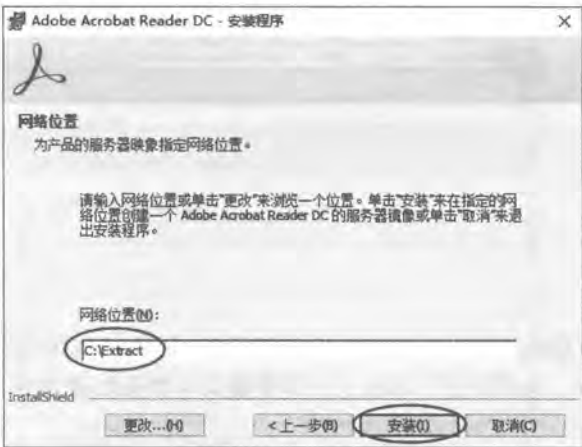 Adobe Acrobat Reader DC - 安装程序
网络位置
为产品的服务器映象指定网络位置。
请输入网络位置或单击"更改"来浏览一个位置。单击"安装"来在指定的网
络位置创建一个 Adobe Acrobat Reader DC 的服务器镜像或单击"取消"来退
出安装程序。
网络位置(N):
C:\Extract
InstallShield
更改...(H) <上一步(B) 安装(I) 取消(C)